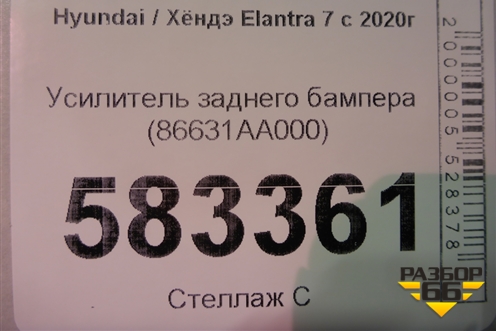 Hyundai / Хёндэ Elantra 7 с 2020г
Усилитель заднего бампера
(86631AA000)
583361
Стеллаж С
2000005528378
РАЗБОР
66